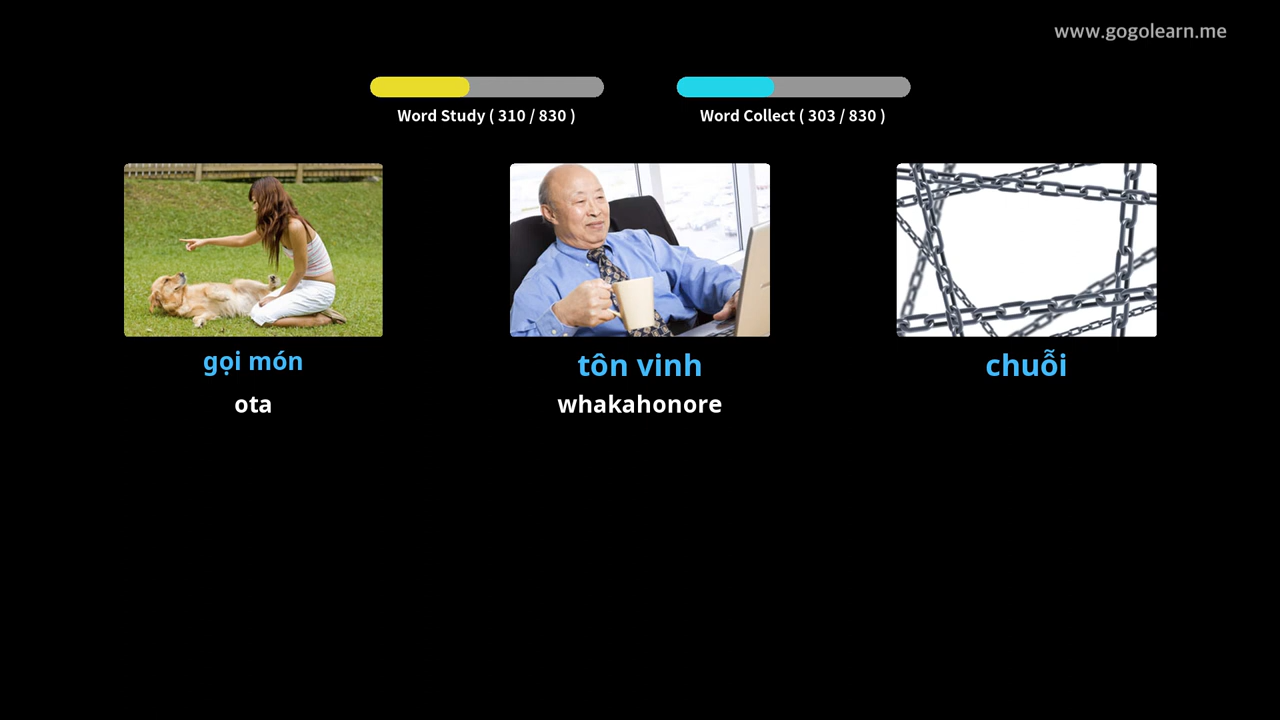 www.gogolearn.me
Word Study ( 310 / 830 )
Word Collect ( 303 / 830 )
gọi món
tôn vinh
chuỗi
ota
whakahonore